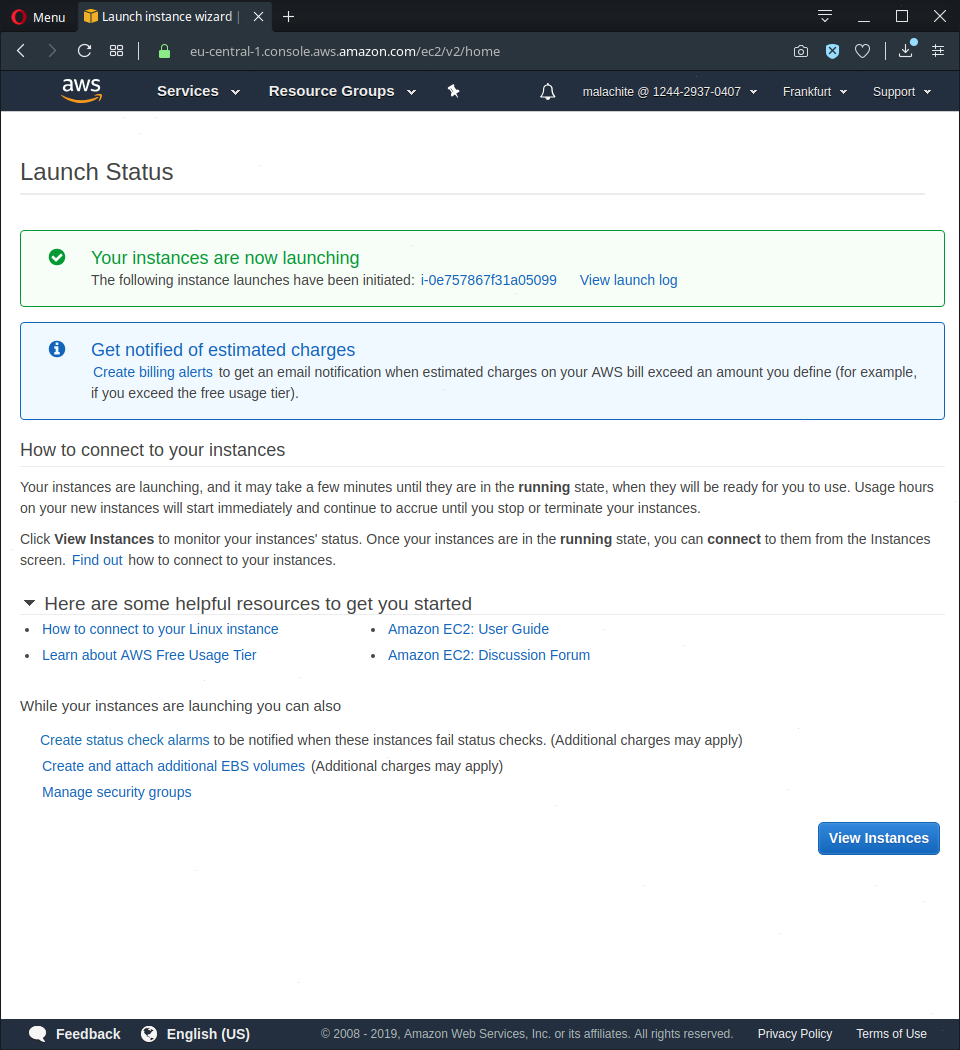 Menu Launch instance wizard |
eu-central-1.console.aws.amazon.com/ec2/v2/home
aws Services Resource Groups malachite @ 1244-2937-0407 Frankfurt Support
Launch Status
Your instances are now launching
The following instance launches have been initiated: i-0e757867f31a05099 View launch log
Get notified of estimated charges
Create billing alerts to get an email notification when estimated charges on your AWS bill exceed an amount you define (for example,
if you exceed the free usage tier).
How to connect to your instances
Your instances are launching, and it may take a few minutes until they are in the running state, when they will be ready for you to use. Usage hours
on your new instances will start immediately and continue to accrue until you stop or terminate your instances.
Click View Instances to monitor your instances' status. Once your instances are in the running state, you can connect to them from the Instances
screen. Find out how to connect to your instances.
Here are some helpful resources to get you started
• How to connect to your Linux instance • Amazon EC2: User Guide
• Learn about AWS Free Usage Tier • Amazon EC2: Discussion Forum
While your instances are launching you can also
Create status check alarms to be notified when these instances fail status checks. (Additional charges may apply)
Create and attach additional EBS volumes (Additional charges may apply)
Manage security groups
View Instances
Feedback English (US) © 2008 - 2019, Amazon Web Services, Inc. or its affiliates. All rights reserved. Privacy Policy Terms of Use